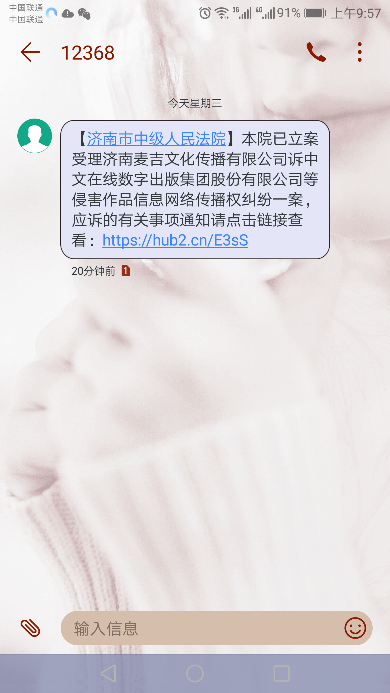 中国联通
中国联通
3G
4G
91%
上午9:57
12368
今天星期三
【济南市中级人民法院】本院已立案
受理济南麦吉文化传播有限公司诉中
文在线数字出版集团股份有限公司等
侵害作品信息网络传播权纠纷一案,
应诉的有关事项通知请点击链接查
看: https://hub2.cn/E3sS
20分钟前 1
输入信息